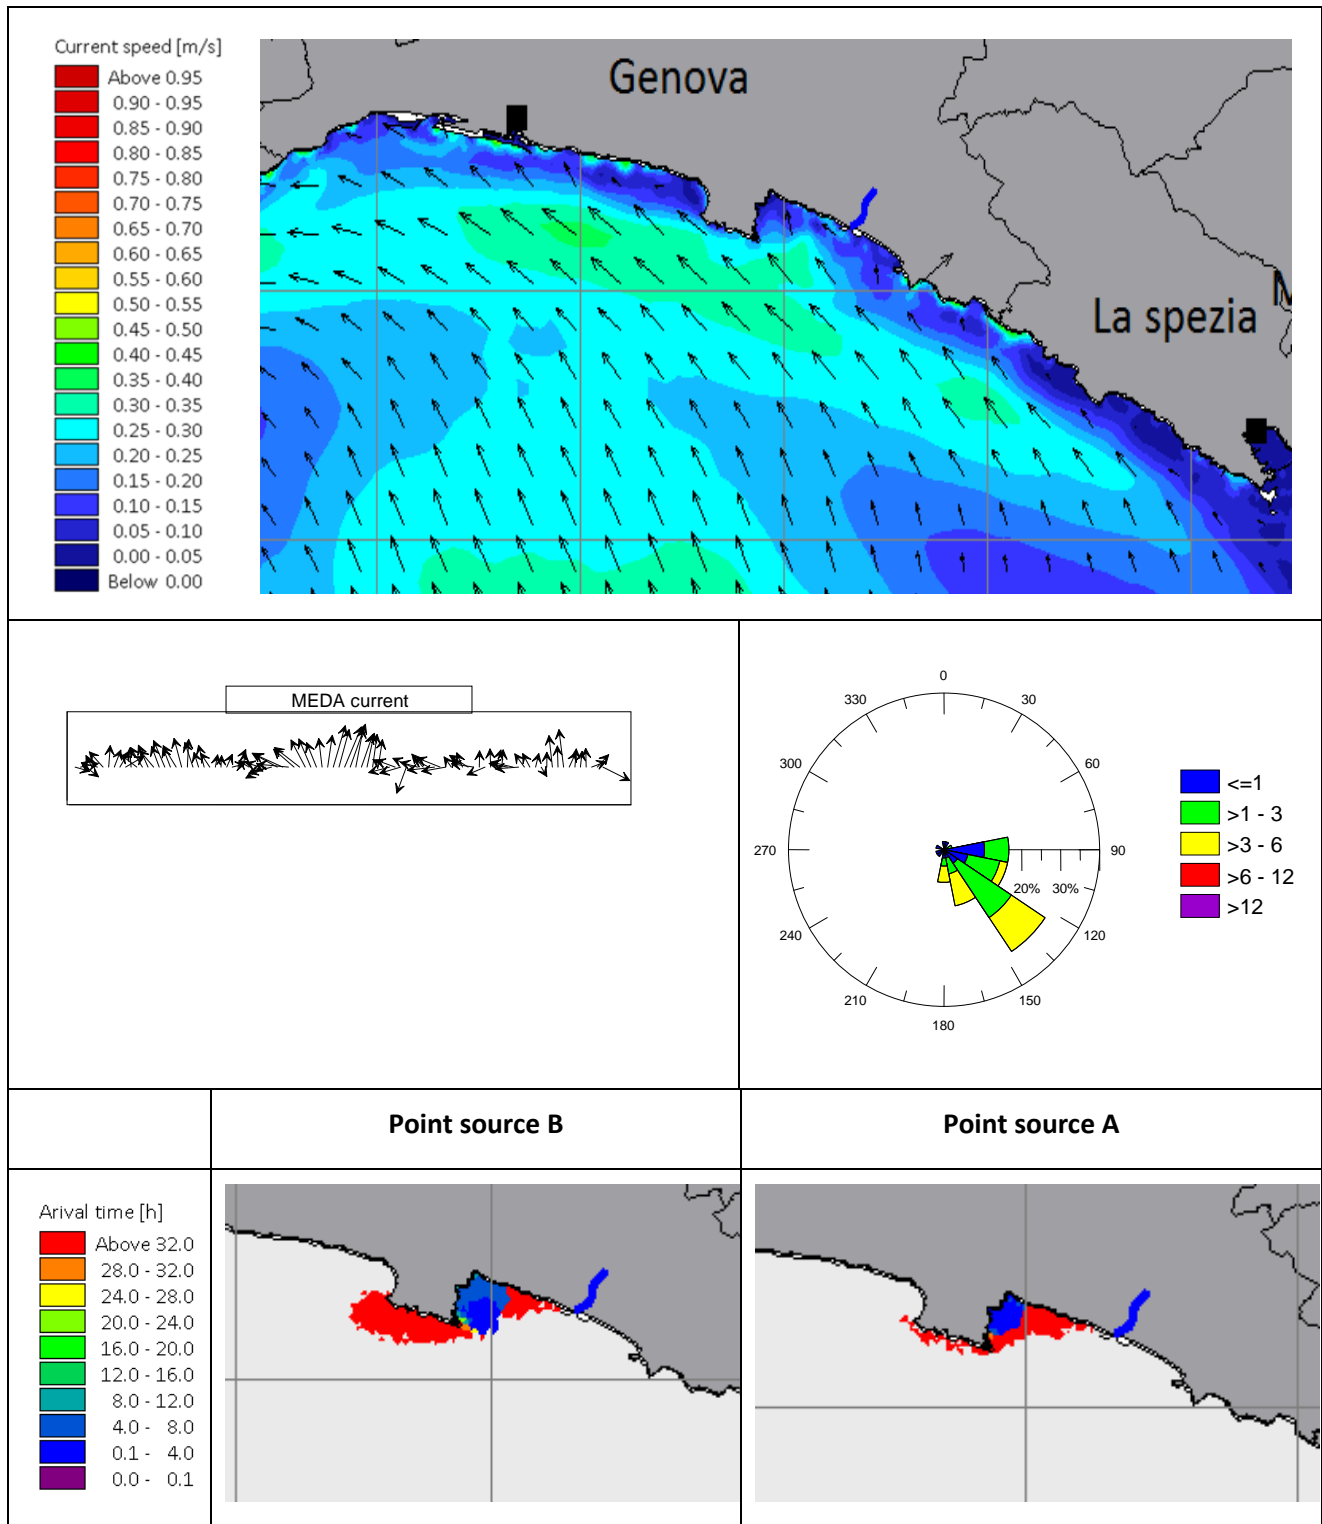 Current speed [m/s]
Above 0.95
0.90 - 0.95
0.85 - 0.90
0.80 - 0.85
0.75 - 0.80
0.70 - 0.75
0.65 - 0.70
0.60 - 0.65
0.55 - 0.60
0.50 - 0.55
0.45 - 0.50
0.40 - 0.45
0.35 - 0.40
0.30 - 0.35
0.25 - 0.30
0.20 - 0.25
0.15 - 0.20
0.10 - 0.15
0.05 - 0.10
0.00 - 0.05
Below 0.00
Genova
La spezia
M
MEDA current
0
30
60
90
120
150
180
210
240
270
300
330
20%
30%
<=1
>1 - 3
>3 - 6
>6 - 12
>12
Point source B
Point source A
Arival time [h]
Above 32.0
28.0 - 32.0
24.0 - 28.0
20.0 - 24.0
16.0 - 20.0
12.0 - 16.0
8.0 - 12.0
4.0 - 8.0
0.1 - 4.0
0.0 - 0.1